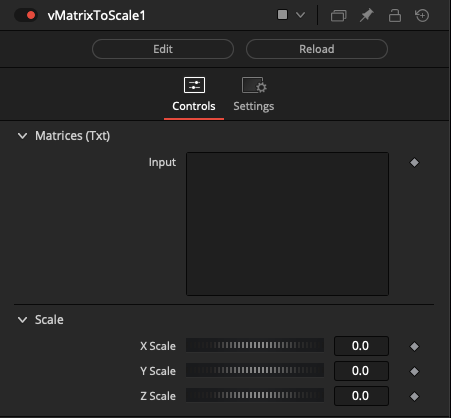 vMatrixToScale1
Edit Reload
Controls Settings
Matrices (Txt)
Input
Scale
X Scale 0.0
Y Scale 0.0
Z Scale 0.0